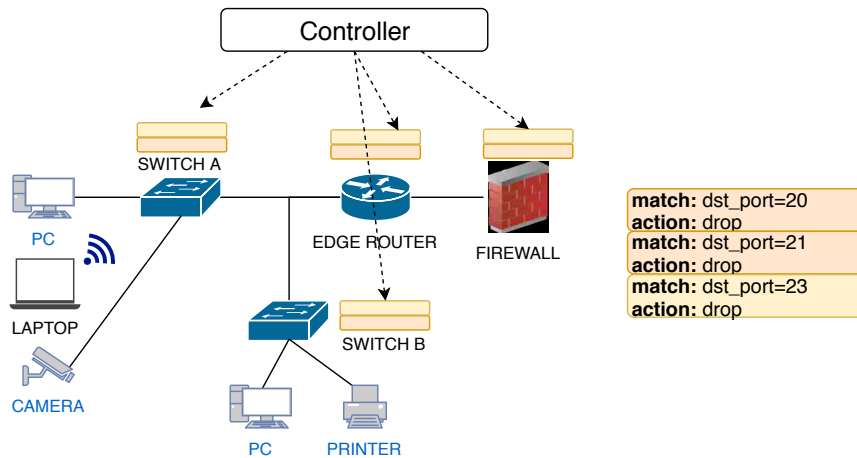 Controller
SWITCH A
PC
EDGE ROUTER
FIREWALL
LAPTOP
SWITCH B
CAMERA
PC
PRINTER
match: dst_port=20
action: drop
match: dst_port=21
action: drop
match: dst_port=23
action: drop